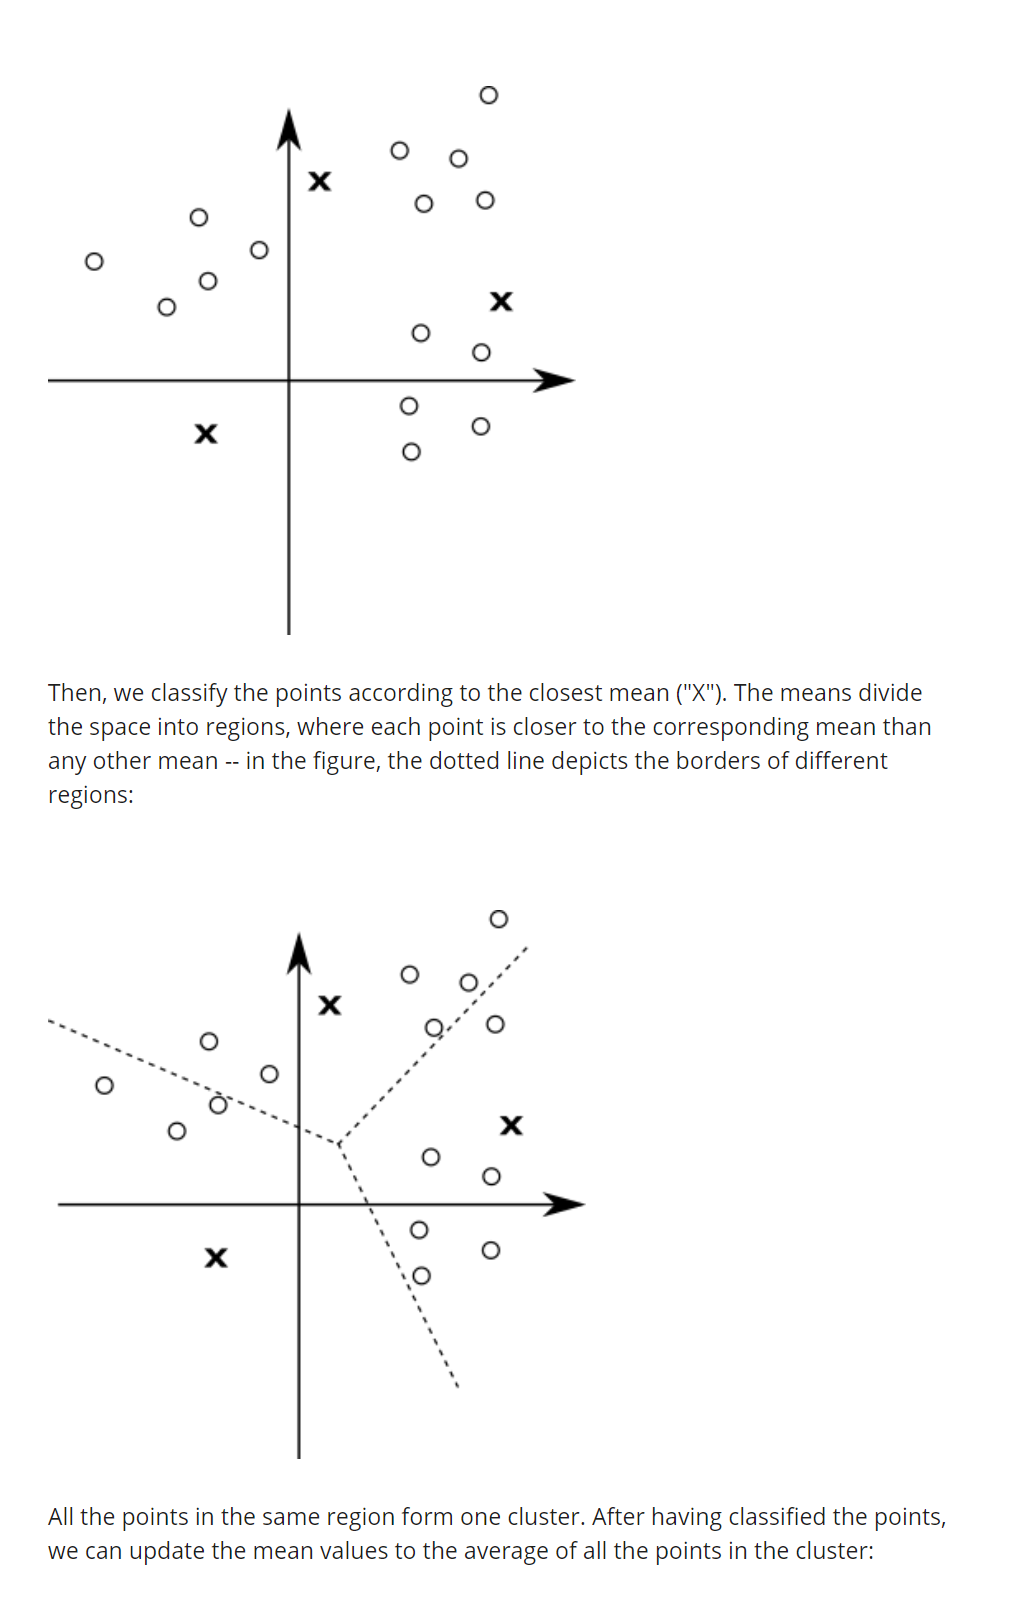 X
X
X
Then, we classify the points according to the closest mean ("X"). The means divide
the space into regions, where each point is closer to the corresponding mean than
any other mean -- in the figure, the dotted line depicts the borders of different
regions:
X
X
X
All the points in the same region form one cluster. After having classified the points,
we can update the mean values to the average of all the points in the cluster: